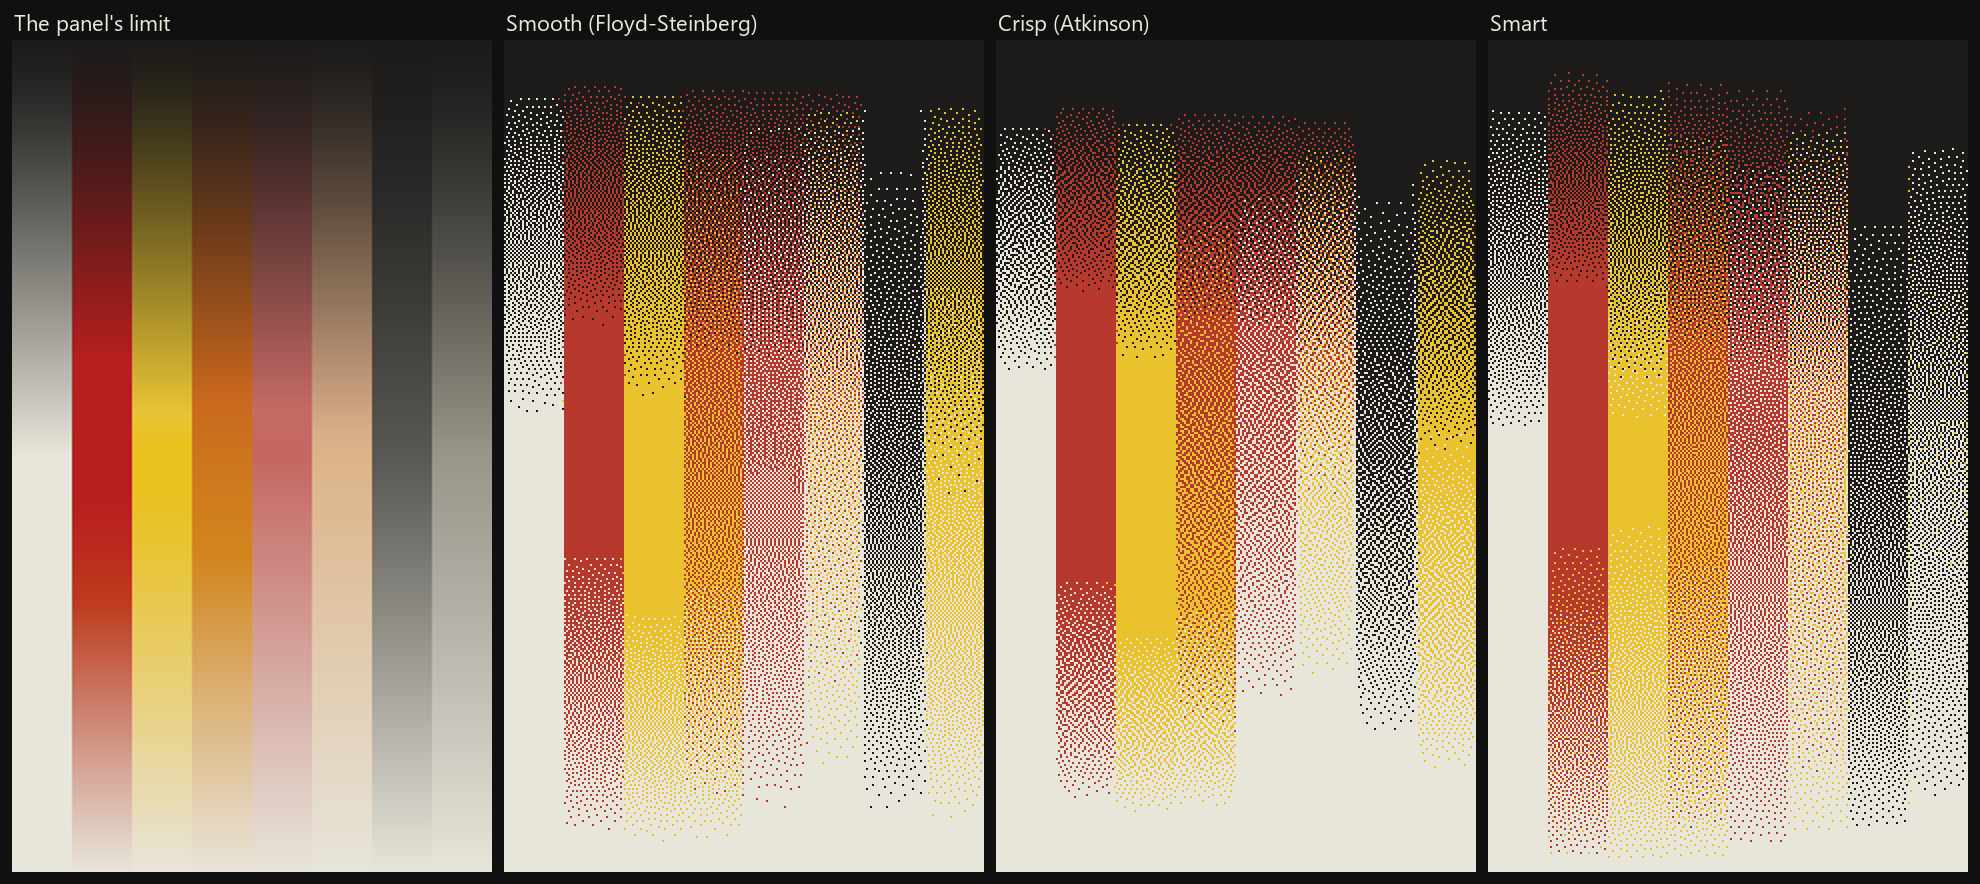 The panel's limit
Smooth (Floyd-Steinberg)
Crisp (Atkinson)
Smart